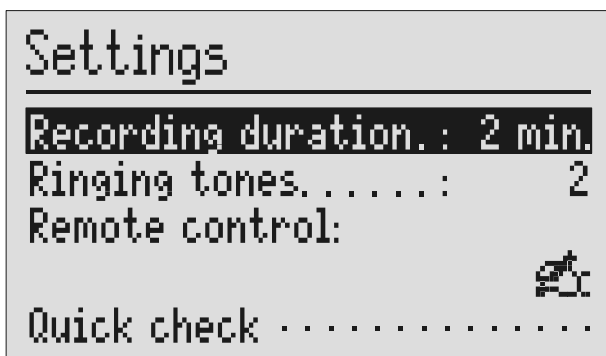 Settings
Recording duration.: 2 min.
Ringing tones......: 2
Remote control:
Quick check ..............